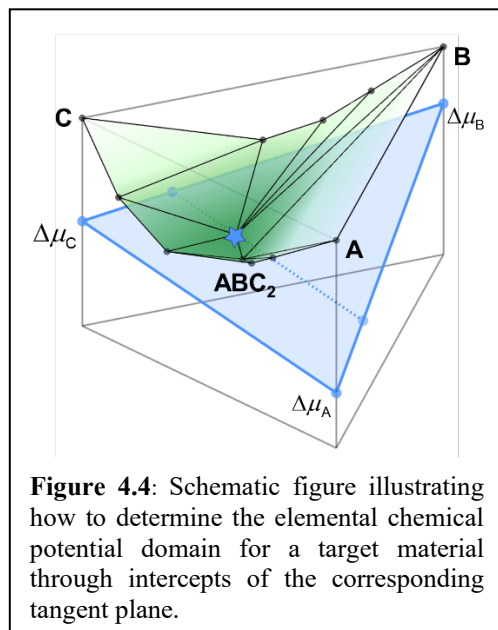 B
C
Δμ_B
Δμ_C
A
ABC₂
Δμ_A
Figure 4.4: Schematic figure illustrating
how to determine the elemental chemical
potential domain for a target material
through intercepts of the corresponding
tangent plane.